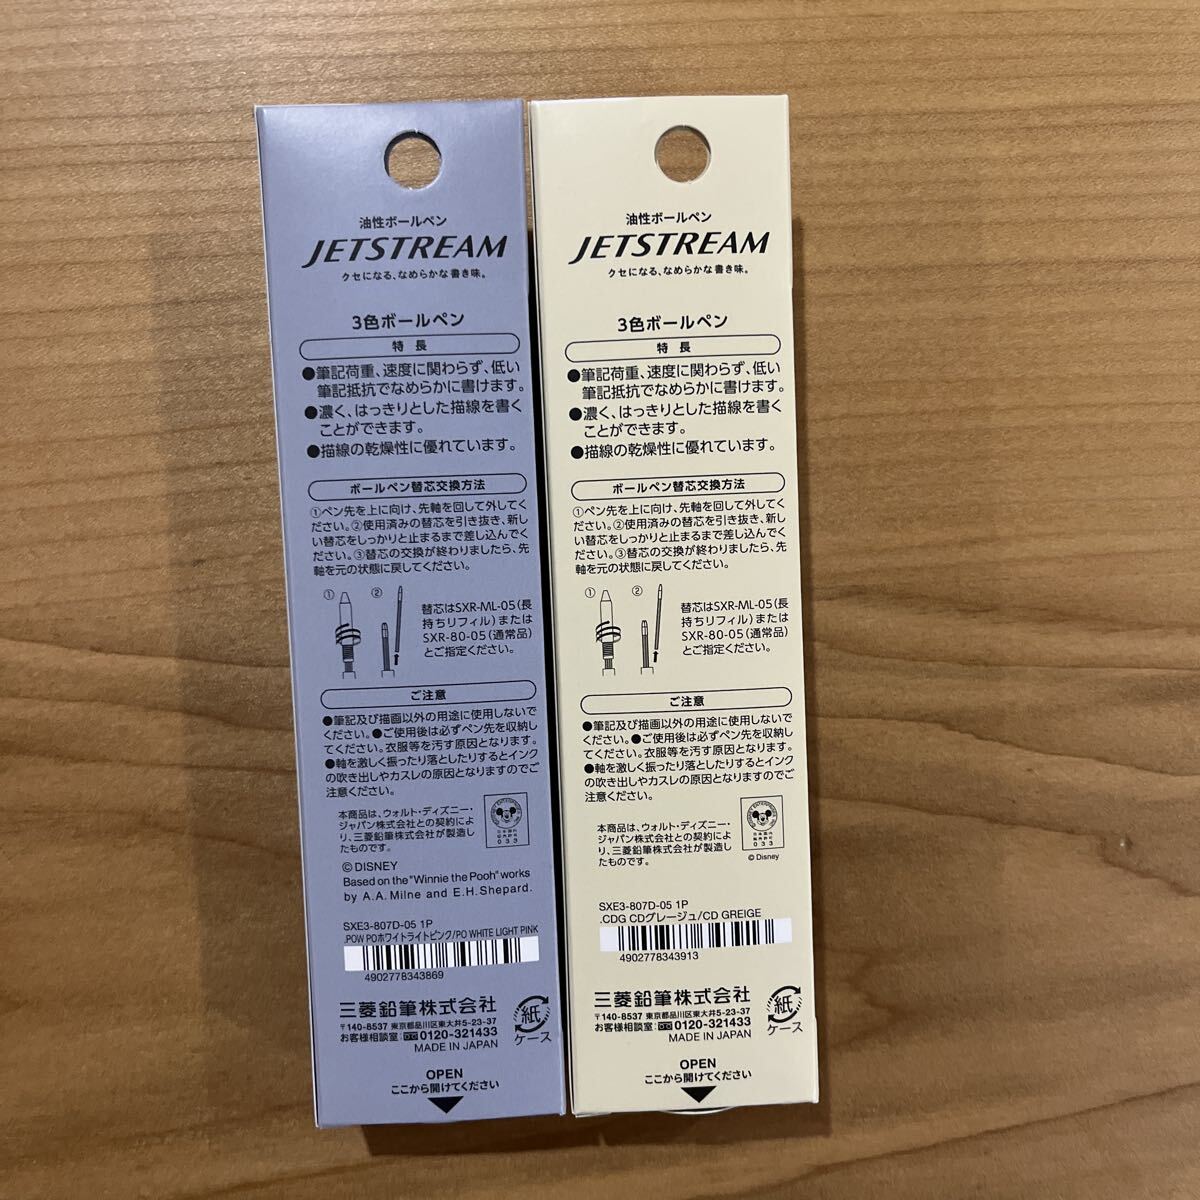 油性ボールペン
JETSTREAM
クセになる、なめらかな書き味。
3色ボールペン
特長
●筆記荷重、速度に関わらず、低い
筆記抵抗でなめらかに書けます。
●濃く、はっきりとした描線を書く
ことができます。
●描線の乾燥性に優れています。
ボールペン替芯交換方法
①ペン先を上に向け、先軸を回して外してく
ださい。②使用済みの替芯を引き抜き、新し
い替芯をしっかりと止まるまで差し込んでく
ださい。③替芯の交換が終わりましたら、先
軸を元の状態に戻してください。
① ②
替芯はSXR-ML-05(長
持ちリフィル)または
SXR-80-05(通常品)
とご指定ください。
ご注意
●筆記及び描画以外の用途に使用しないで
ください。●ご使用後は必ずペン先を収納し
てください。衣服等を汚す原因となります。
●軸を激しく振ったり落としたりするとインク
の吹き出しやカスレの原因となりますのでご
注意ください。
本商品は、ウォルト・ディズニー・
ジャパン株式会社との契約によ
り、三菱鉛筆株式会社が製造し
たものです。
©DISNEY
Based on the "Winnie the Pooh" works
by A.A. Milne and E.H. Shepard.
SXE3-807D-05 1P
.POW POホワイトライトピンク/PO WHITE LIGHT PINK
4902778343869
三菱鉛筆株式会社
〒140-8537 東京都品川区東大井5-23-37
お客様相談室: 0120-321433
MADE IN JAPAN
紙
ケース
OPEN
ここから開けてください
油性ボールペン
JETSTREAM
クセになる、なめらかな書き味。
3色ボールペン
特長
●筆記荷重、速度に関わらず、低い
筆記抵抗でなめらかに書けます。
●濃く、はっきりとした描線を書く
ことができます。
●描線の乾燥性に優れています。
ボールペン替芯交換方法
①ペン先を上に向け、先軸を回して外してく
ださい。②使用済みの替芯を引き抜き、新し
い替芯をしっかりと止まるまで差し込んでく
ださい。③替芯の交換が終わりましたら、先
軸を元の状態に戻してください。
① ②
替芯はSXR-ML-05(長
持ちリフィル)または
SXR-80-05(通常品)
とご指定ください。
ご注意
●筆記及び描画以外の用途に使用しないで
ください。●ご使用後は必ずペン先を収納し
てください。衣服等を汚す原因となります。
●軸を激しく振ったり落としたりするとインク
の吹き出しやカスレの原因となりますのでご
注意ください。
本商品は、ウォルト・ディズニー・
ジャパン株式会社との契約によ
り、三菱鉛筆株式会社が製造し
たものです。
© Disney
SXE3-807D-05 1P
.CDG CDグレージュ/CD GREIGE
4902778343913
三菱鉛筆株式会社
〒140-8537 東京都品川区東大井5-23-37
お客様相談室: 0120-321433
MADE IN JAPAN
紙
ケース
OPEN
ここから開けてください